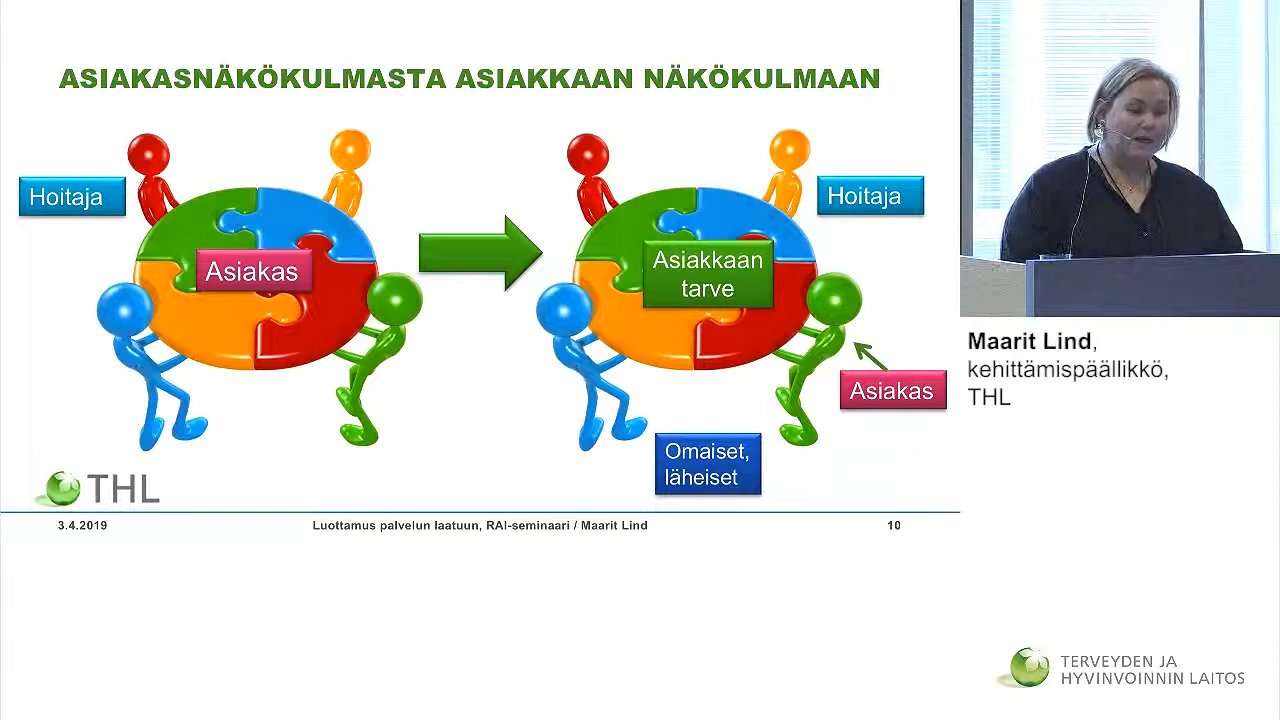 ASIAKASNÄKÖKULMASTA ASIAKKAAN NÄKÖKULMAAN
Hoitaja
Asiakas
Hoitaja
Asiakkaan
tarve
Asiakas
Omaiset,
läheiset
THL
3.4.2019
Luottamus palvelun laatuun, RAI-seminaari / Maarit Lind
10
Maarit Lind,
kehittämispäällikkö,
THL
TERVEYDEN JA
HYVINVOINNIN LAITOS